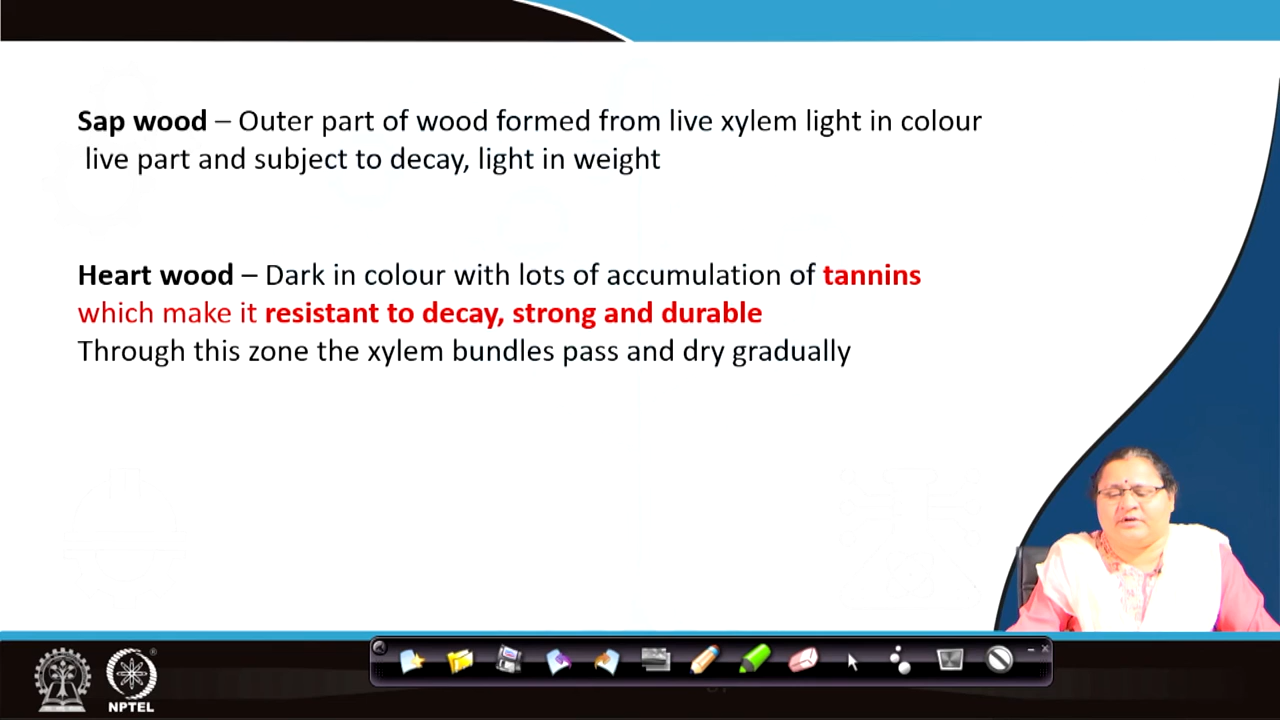 Sap wood – Outer part of wood formed from live xylem light in colour
live part and subject to decay, light in weight
Heart wood – Dark in colour with lots of accumulation of tannins
which make it resistant to decay, strong and durable
Through this zone the xylem bundles pass and dry gradually
NPTEL